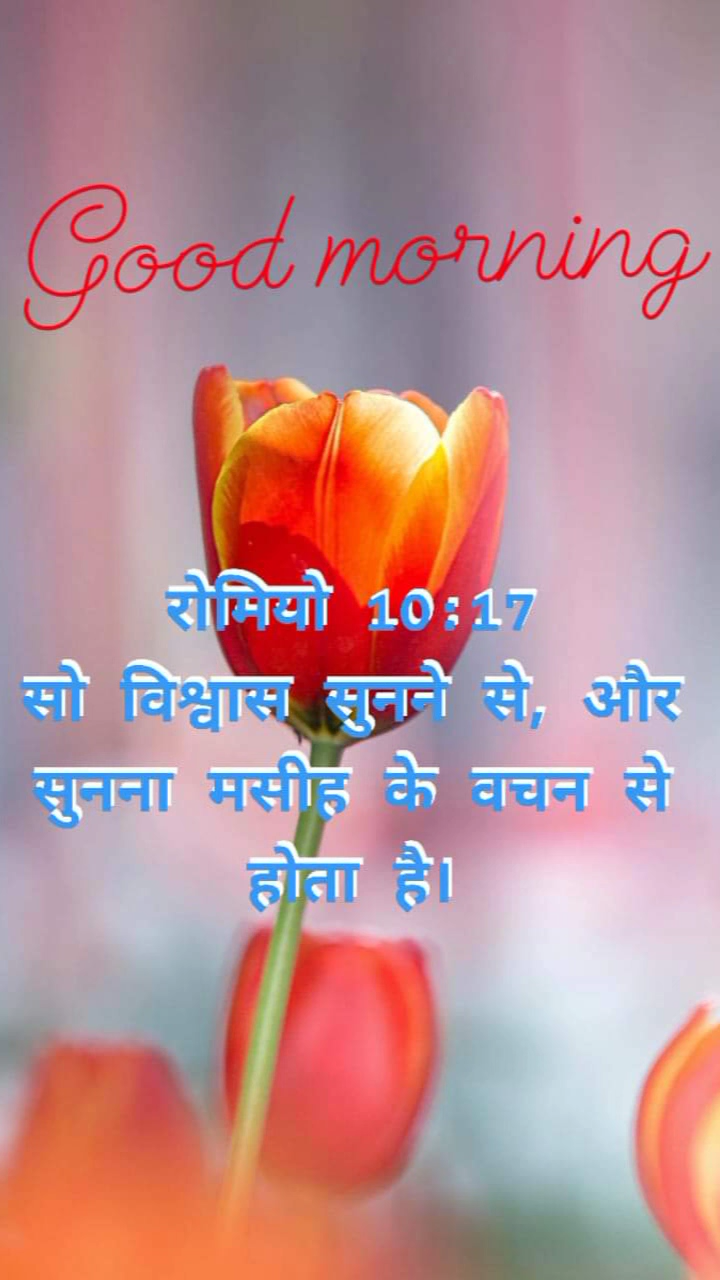 Good morning
रोमियो 10:17
सो विश्वास सुनने से, और
सुनना मसीह के वचन से
होता है।